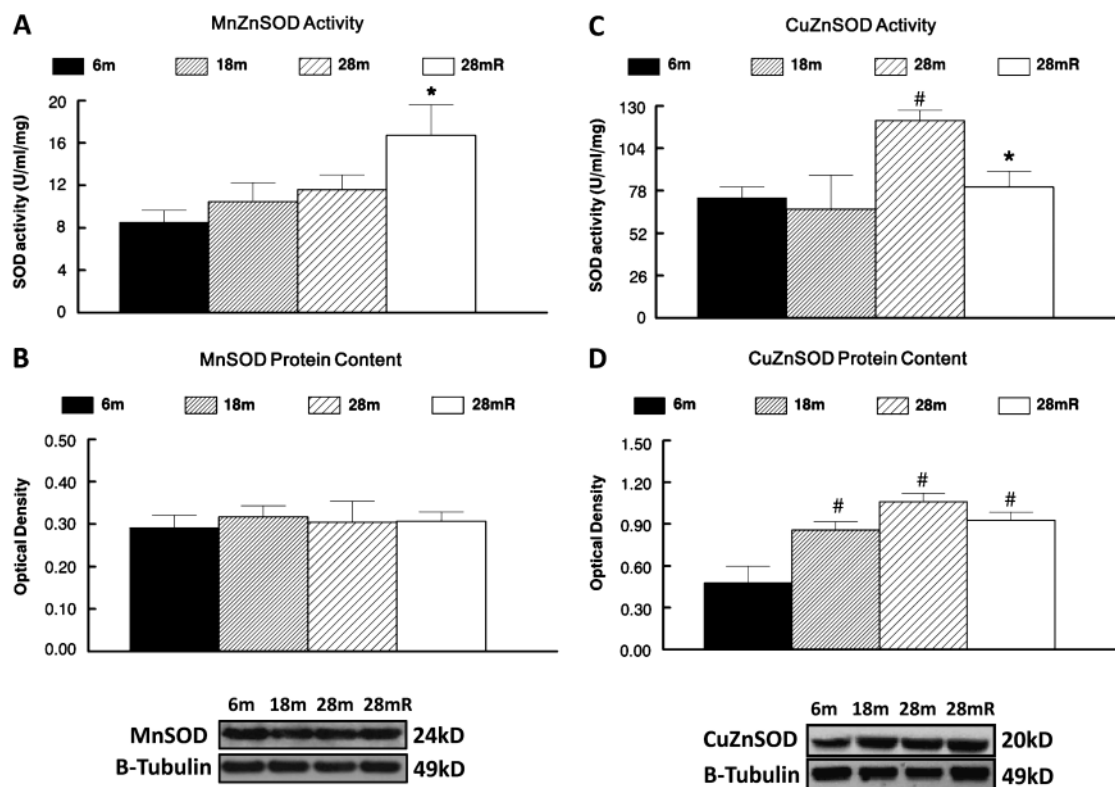 A
MnZnSOD Activity
6m 18m 28m 28mR
SOD activity (U/ml/mg)
20
16
12
8
4
0
*
C
CuZnSOD Activity
6m 18m 28m 28mR
SOD activity (U/ml/mg)
130
104
78
52
26
0
#
*
B
MnSOD Protein Content
6m 18m 28m 28mR
Optical Density
0.50
0.40
0.30
0.20
0.10
0.00
6m 18m 28m 28mR
MnSOD 24kD
B-Tubulin 49kD
D
CuZnSOD Protein Content
6m 18m 28m 28mR
Optical Density
1.50
1.20
0.90
0.60
0.30
0.00
# # #
6m 18m 28m 28mR
CuZnSOD 20kD
B-Tubulin 49kD